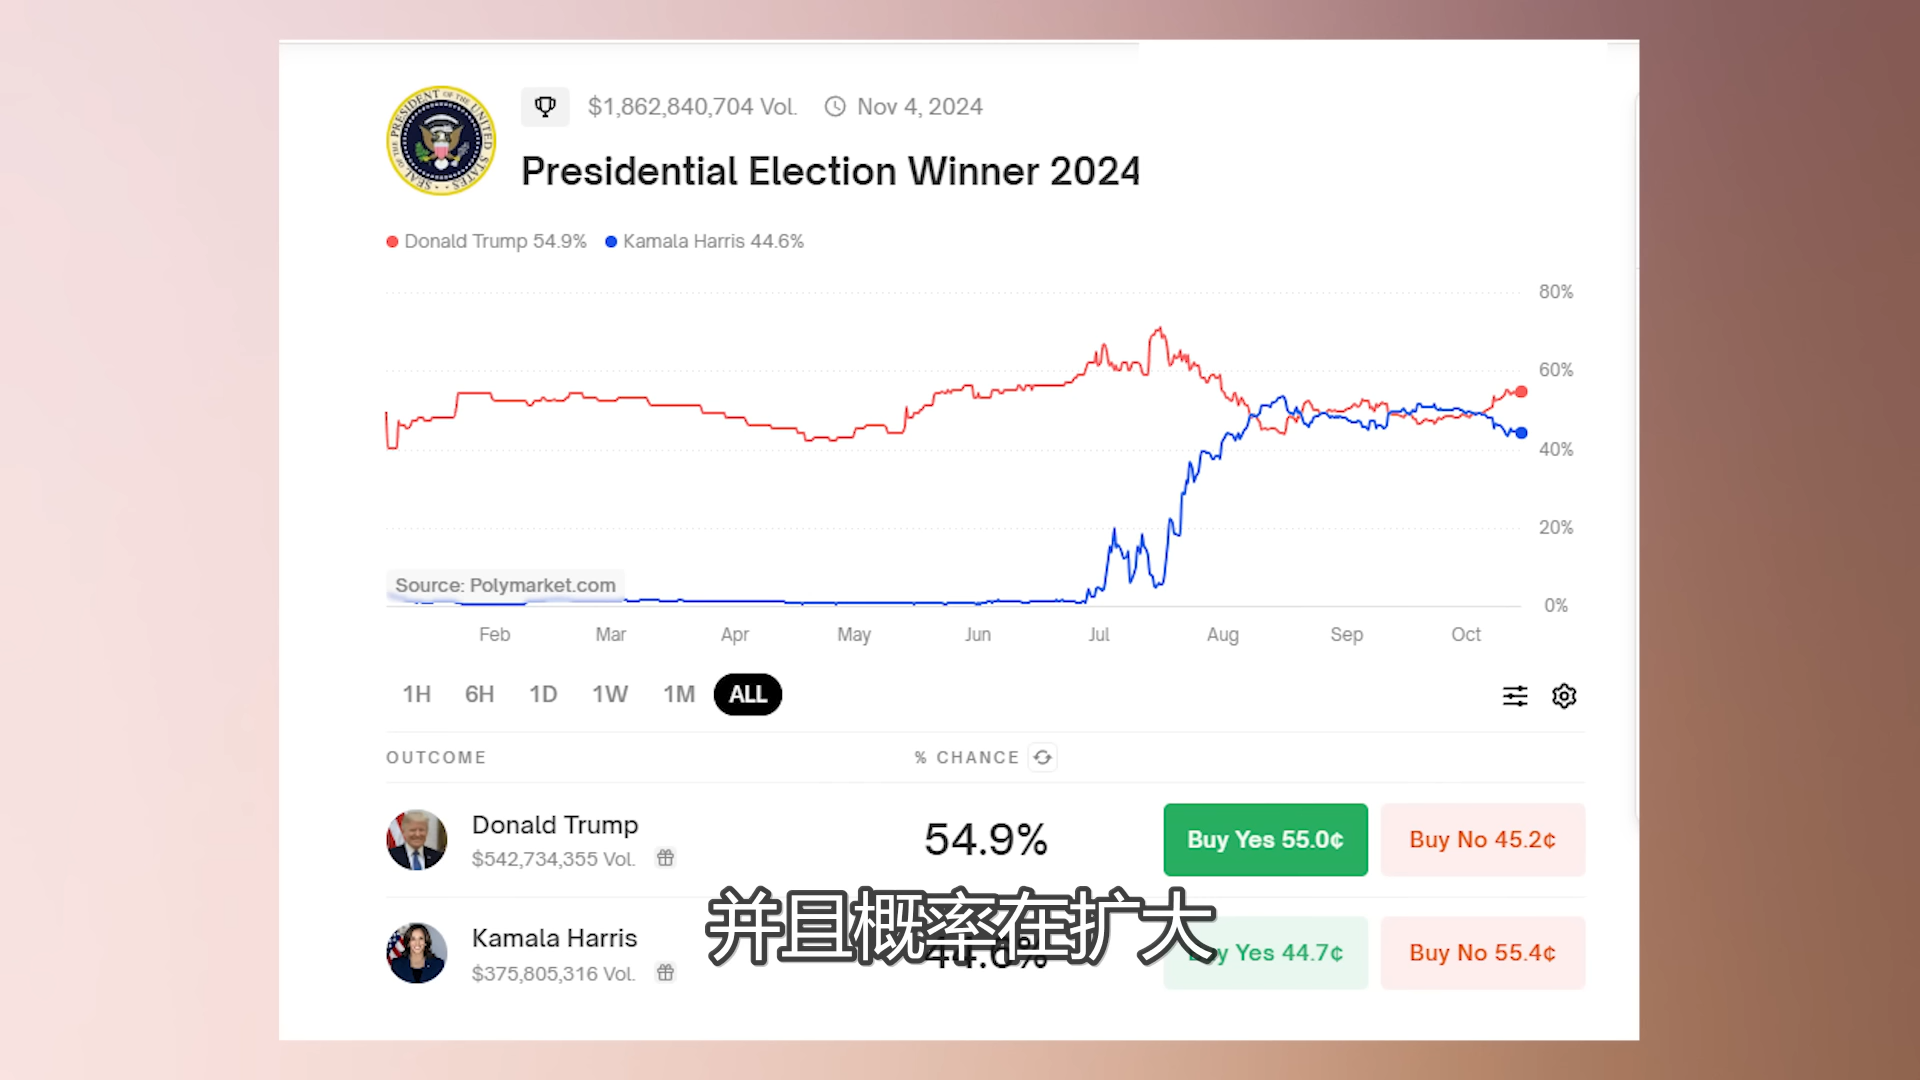 $1,862,840,704 Vol. Nov 4, 2024
Presidential Election Winner 2024
Donald Trump 54.9% Kamala Harris 44.6%
80%
60%
40%
20%
0%
Source: Polymarket.com
Feb Mar Apr May Jun Jul Aug Sep Oct
1H 6H 1D 1W 1M ALL
OUTCOME % CHANCE
Donald Trump
$542,734,355 Vol.
54.9%
Buy Yes 55.0¢ Buy No 45.2¢
Kamala Harris
$375,805,316 Vol.
44.6%
Buy Yes 44.7¢ Buy No 55.4¢
并且概率在扩大